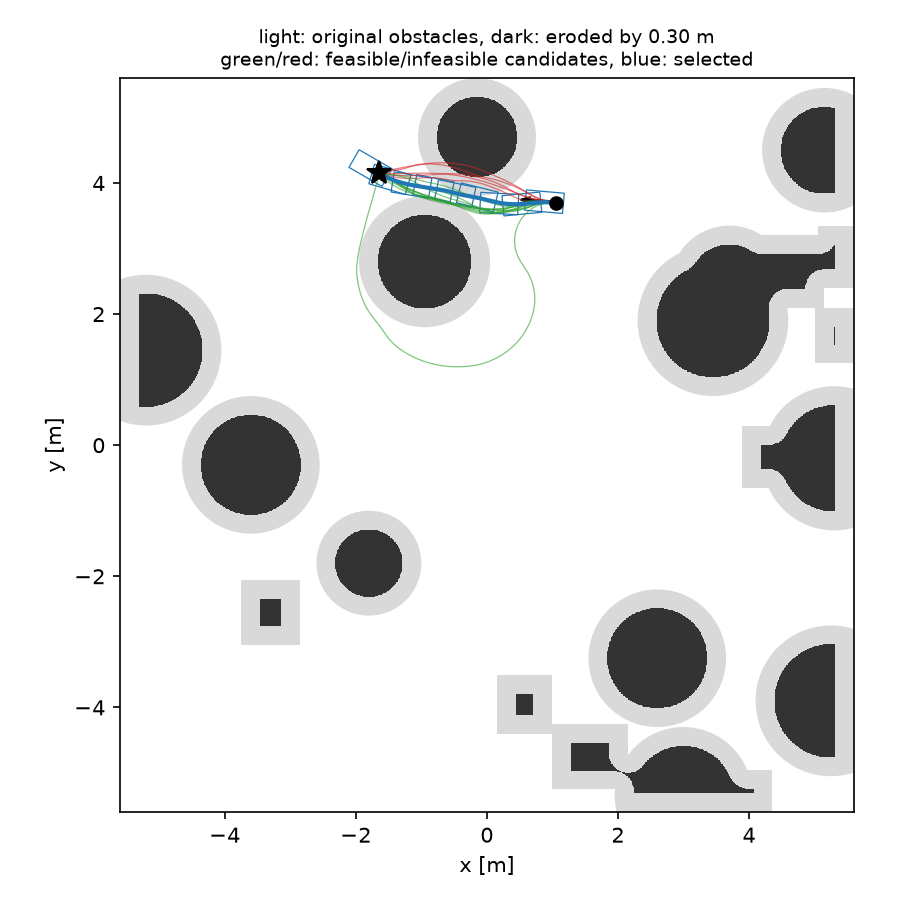 light: original obstacles, dark: eroded by 0.30 m
green/red: feasible/infeasible candidates, blue: selected
4
2
0
−2
−4
y [m]
−4
−2
0
2
4
x [m]